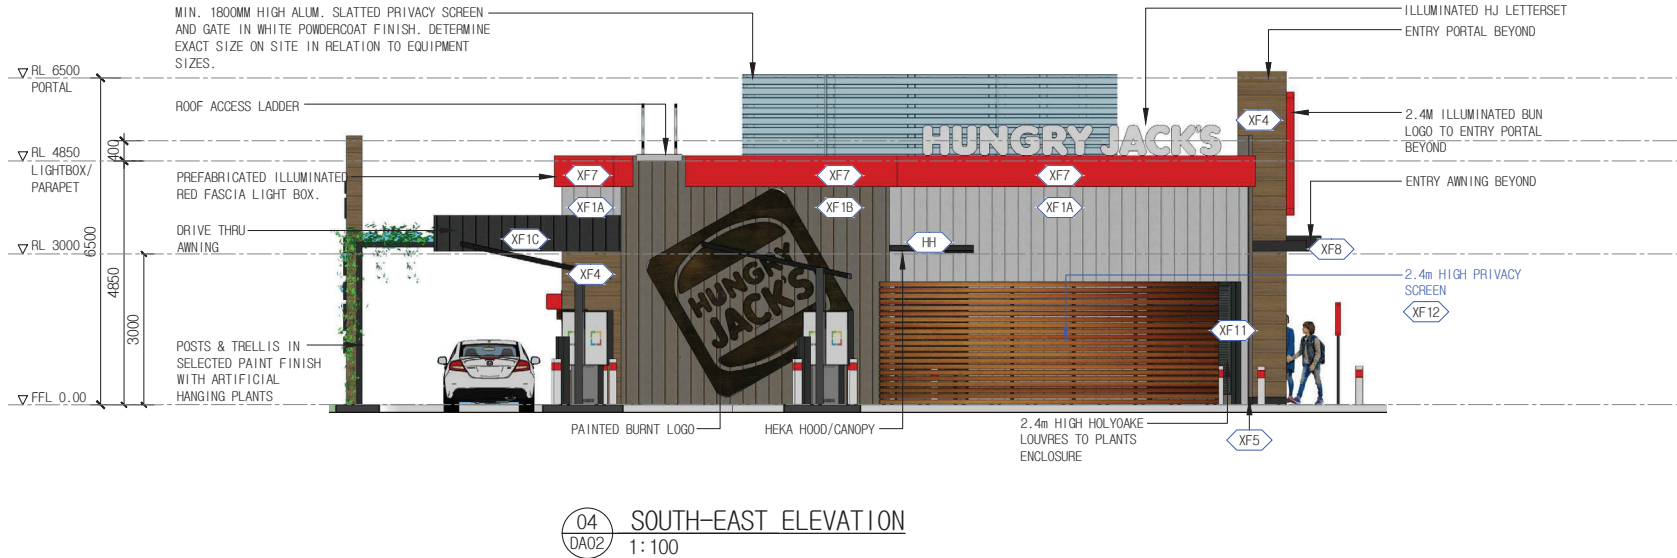 MIN. 1800MM HIGH ALUM. SLATTED PRIVACY SCREEN
AND GATE IN WHITE POWDERCOAT FINISH. DETERMINE
EXACT SIZE ON SITE IN RELATION TO EQUIPMENT
SIZES.
ILLUMINATED HJ LETTERSET
ENTRY PORTAL BEYOND
RL 6500
PORTAL
ROOF ACCESS LADDER
XF4
2.4M ILLUMINATED BUN
LOGO TO ENTRY PORTAL
BEYOND
HUNGRY JACK'S
400
RL 4850
LIGHTBOX/
PARAPET
PREFABRICATED ILLUMINATED
RED FASCIA LIGHT BOX.
XF7
XF7
XF7
ENTRY AWNING BEYOND
XF1A
XF1B
XF1A
DRIVE THRU
AWNING
RL 3000
6500
4850
3000
XF1C
HH
XF8
XF4
2.4m HIGH PRIVACY
SCREEN
XF12
HUNGRY
JACK'S
XF11
POSTS & TRELLIS IN
SELECTED PAINT FINISH
WITH ARTIFICIAL
HANGING PLANTS
FFL 0.00
PAINTED BURNT LOGO
HEKA HOOD/CANOPY
2.4m HIGH HOLYOAKE
LOUVRES TO PLANTS
ENCLOSURE
XF5
04
DA02
SOUTH-EAST ELEVATION
1:100